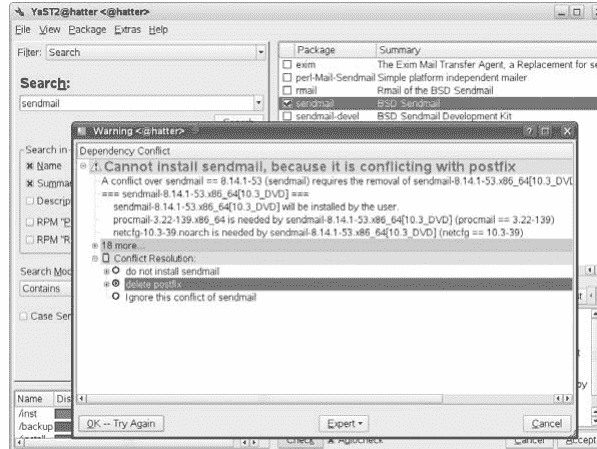 YaST2@hatter <@hatter>
File View Package Extras Help
Filter: Search
Search:
sendmail
Search in
Name
Summa
Descrip
RPM "P
RPM "R
Search Mod
Contains
Case Ser
Package Summary
exim The Exim Mail Transfer Agent, a Replacement for se
perl-Mail-Sendmail Simple platform independent mailer
rmail Rmail of the BSD Sendmail
sendmail BSD Sendmail
sendmail-devel BSD Sendmail Development Kit
Warning <@hatter>
Dependency Conflict
Cannot install sendmail, because it is conflicting with postfix
A conflict over sendmail == 8.14.1-53 (sendmail) requires the removal of sendmail-8.14.1-53.x86_64[10.3_DVD]
=== sendmail-8.14.1-53.x86_64[10.3_DVD] ===
sendmail-8.14.1-53.x86_64[10.3_DVD] will be installed by the user.
procmail-3.22-139.x86_64 is needed by sendmail-8.14.1-53.x86_64[10.3_DVD] (procmail == 3.22-139)
netcfg-10.3-39.noarch is needed by sendmail-8.14.1-53.x86_64[10.3_DVD] (netcfg == 10.3-39)
18 more...
Conflict Resolution:
do not install sendmail
delete postfix
Ignore this conflict of sendmail
OK -- Try Again
Expert
Cancel
Name Dis
/inst
/backup
Check Autocheck Cancel Accept
by